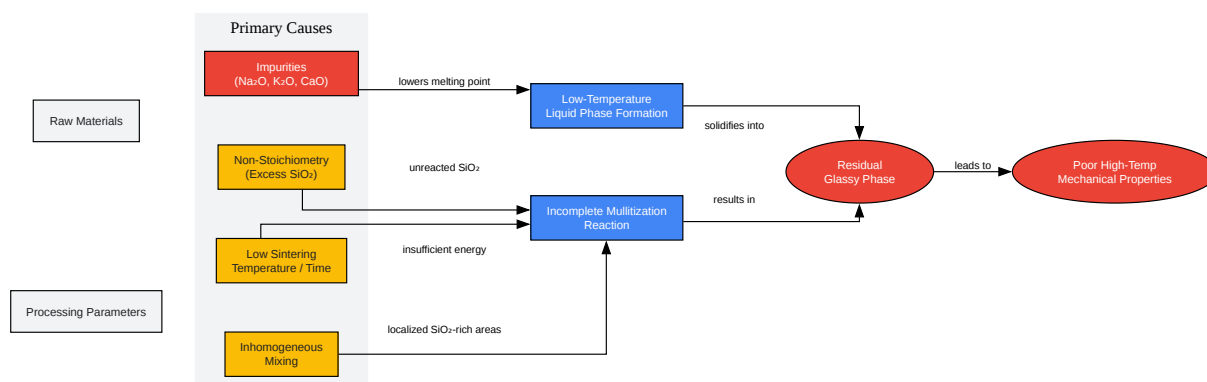 Primary Causes
Impurities
(Na₂O, K₂O, CaO)
lowers melting point
Low-Temperature
Liquid Phase Formation
Raw Materials
solidifies into
Non-Stoichiometry
(Excess SiO₂)
unreacted SiO₂
Residual
Glassy Phase
leads to
Poor High-Temp
Mechanical Properties
Incomplete Mullitization
Reaction
results in
Low Sintering
Temperature / Time
insufficient energy
Processing Parameters
Inhomogeneous
Mixing
localized SiO₂-rich areas